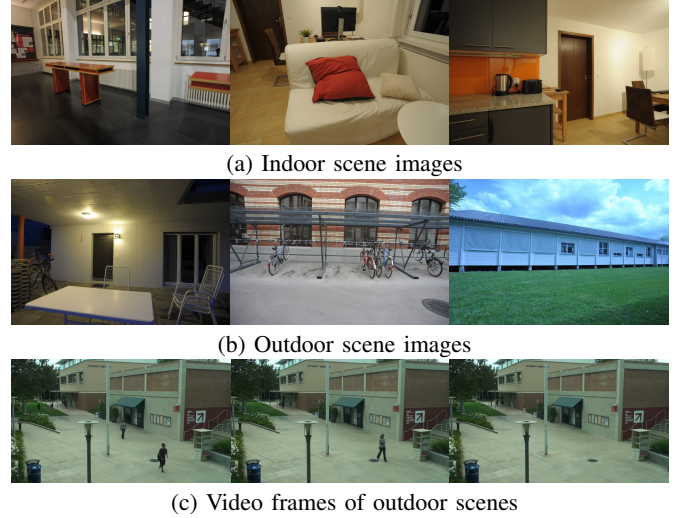 (a) Indoor scene images
(b) Outdoor scene images
(c) Video frames of outdoor scenes